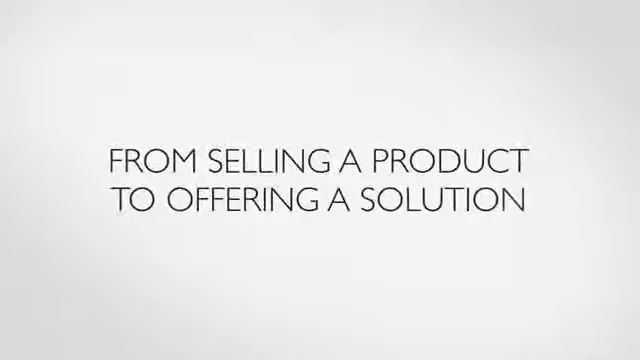 FROM SELLING A PRODUCT
TO OFFERING A SOLUTION